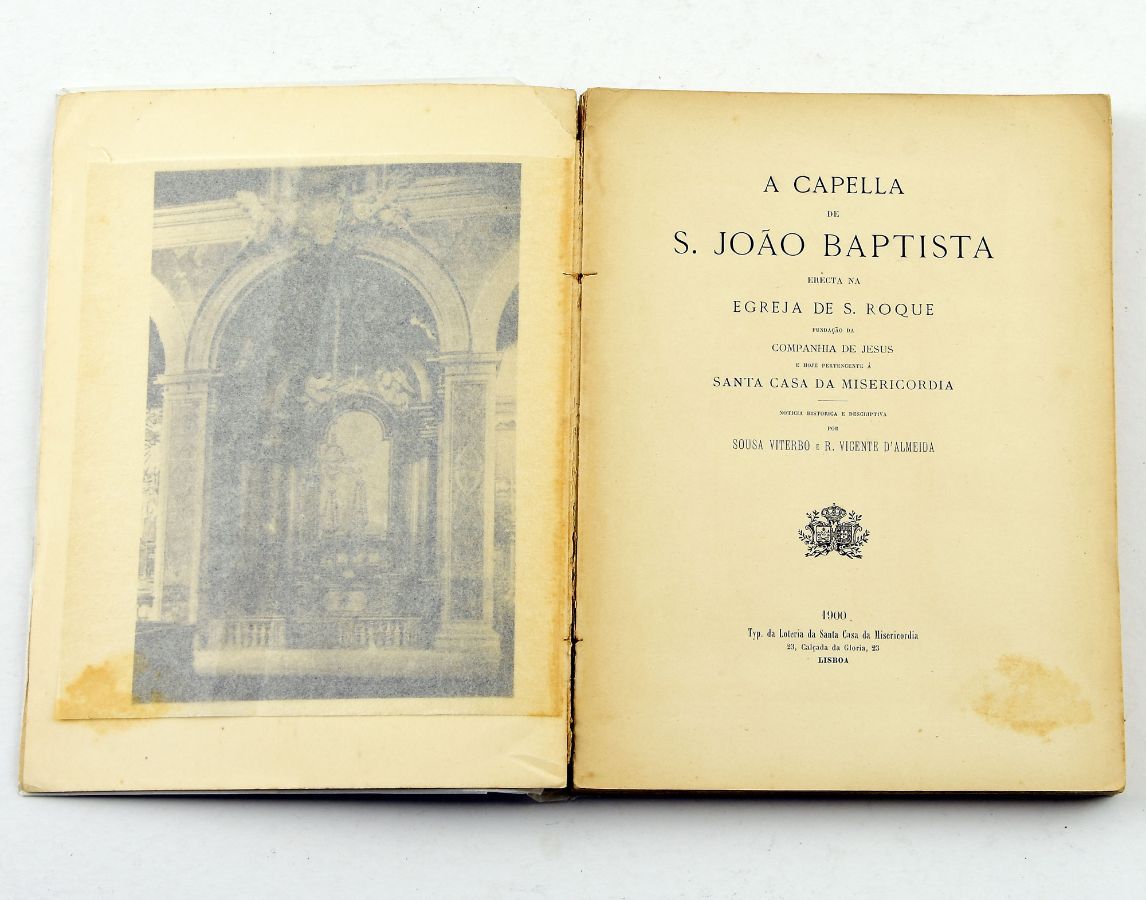 A CAPELLA
DE
S. JOÃO BAPTISTA
ERÉCTA NA
EGREJA DE S. ROQUE
FUNDAÇÃO DA
COMPANHIA DE JESUS
E HOJE PERTENCENTE Á
SANTA CASA DA MISERICORDIA
NOTICIA HISTORICA E DESCRIPTIVA
POR
SOUSA VITERBO E R. VICENTE D'ALMEIDA
1900
Typ. da Loteria da Santa Casa da Misericordia
23, Calçada da Gloria, 23
LISBOA